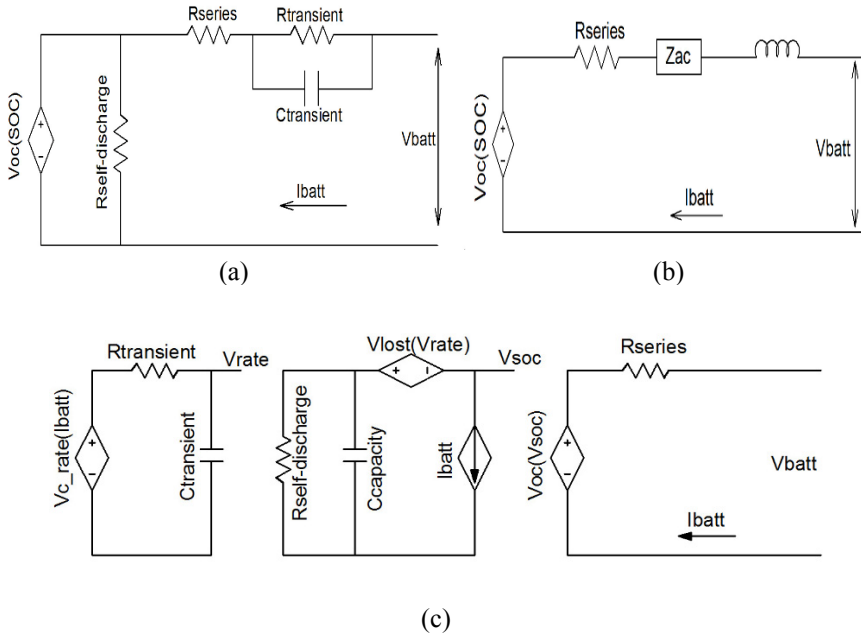 Rseries
Rtransient
Ctransient
Voc(SOC)
+
-
Rself-discharge
Vbatt
Ibatt
(a)
Rseries
Zac
Voc(SOC)
+
-
Vbatt
Ibatt
(b)
Rtransient
Vrate
Vc_rate(Ibatt)
+
-
Ctransient
Vlost(Vrate)
+
-
Vsoc
Rself-discharge
Ccapacity
Ibatt
Rseries
Voc(Vsoc)
+
-
Vbatt
Ibatt
(c)